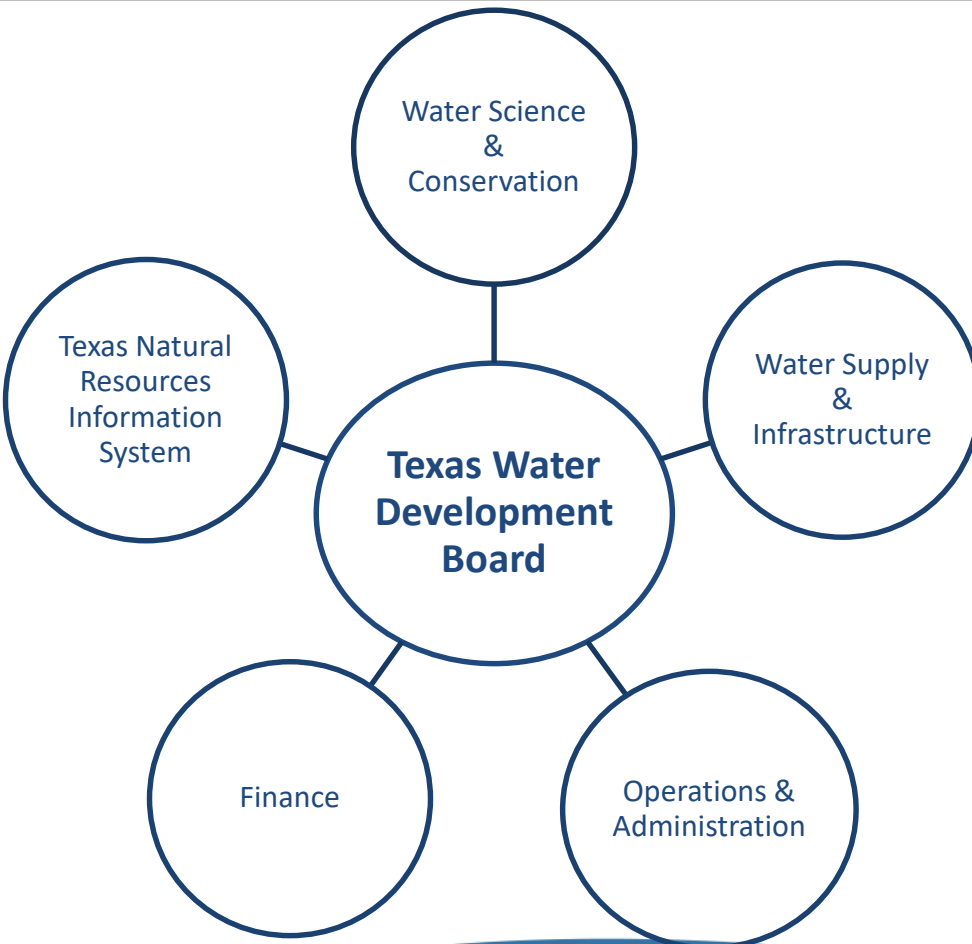 Water Science
&
Conservation
Texas Natural
Resources
Information
System
Water Supply
&
Infrastructure
Texas Water
Development
Board
Finance
Operations &
Administration